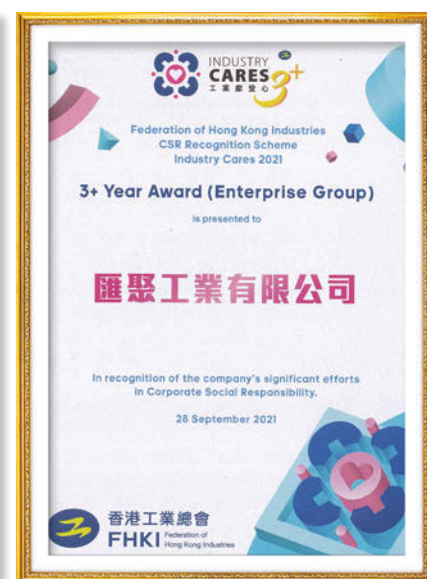 INDUSTRY
CARES 3+
工業獻愛心
Federation of Hong Kong Industries
CSR Recognition Scheme
Industry Cares 2021
3+ Year Award (Enterprise Group)
is presented to
匯聚工業有限公司
In recognition of the company's significant efforts
in Corporate Social Responsibility.
28 September 2021
香港工業總會
FHKI Federation of
Hong Kong Industries